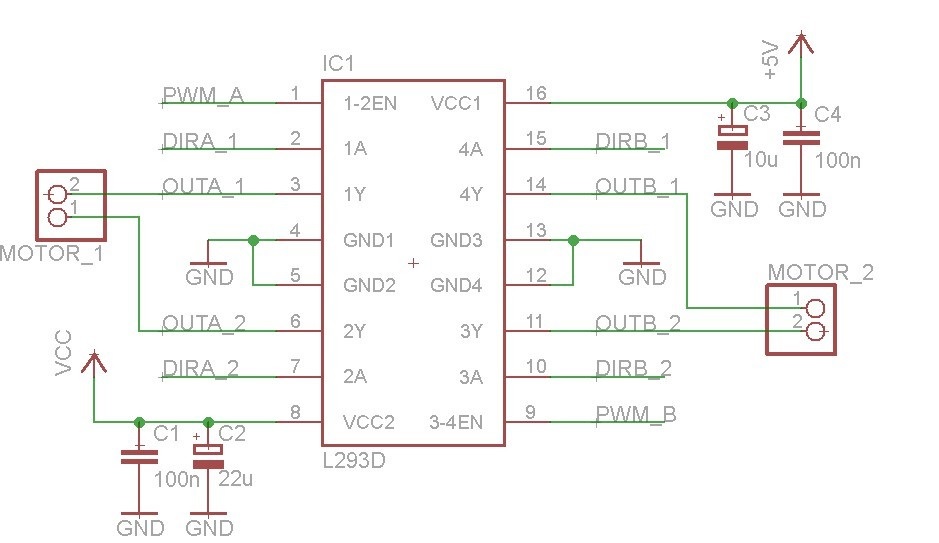 IC1
+5V
PWM_A 1 1-2EN VCC1 16
C3 C4
DIRA_1 2 1A 4A 15 DIRB_1
10u 100n
2 OUTA_1 3 1Y 4Y 14 OUTB_1
1
GND GND
4 GND1 GND3 13
MOTOR_1
GND GND
MOTOR_2
5 GND2 GND4 12
1
OUTA_2 6 2Y 3Y 11 OUTB_2 2
VCC
DIRA_2 7 2A 3A 10 DIRB_2
8 VCC2 3-4EN 9 PWM_B
C1 C2
L293D
100n 22u
GND GND